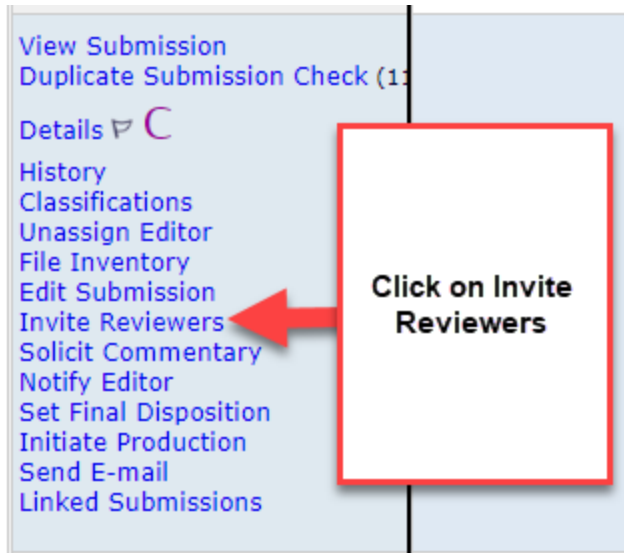 View Submission
Duplicate Submission Check (11
Details C
History
Classifications
Unassign Editor
File Inventory
Edit Submission
Invite Reviewers
Solicit Commentary
Notify Editor
Set Final Disposition
Initiate Production
Send E-mail
Linked Submissions
Click on Invite
Reviewers